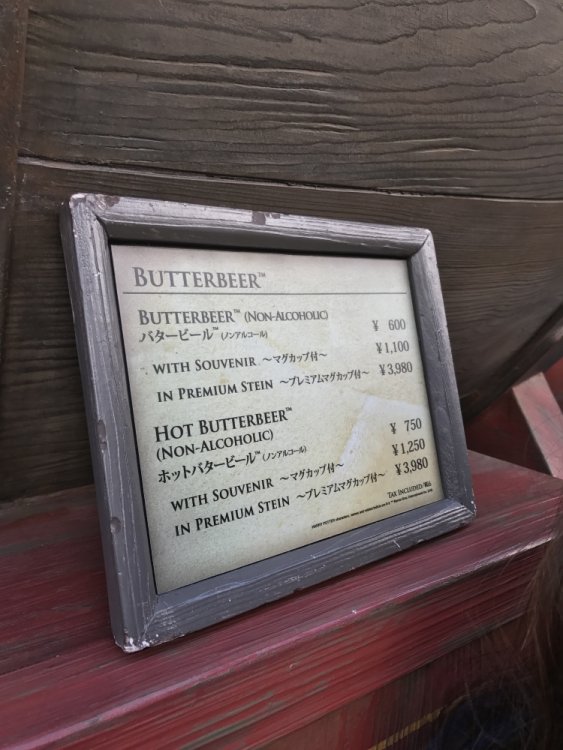 BUTTERBEER™
BUTTERBEER™ (NON-ALCOHOLIC)
バタービール™ (ノンアルコール) ¥ 600
WITH SOUVENIR ～マグカップ付～ ¥1,100
IN PREMIUM STEIN ～プレミアムマグカップ付～ ¥3,980
HOT BUTTERBEER™
(NON-ALCOHOLIC) ¥ 750
ホットバタービール™ (ノンアルコール)
WITH SOUVENIR ～マグカップ付～ ¥1,250
IN PREMIUM STEIN ～プレミアムマグカップ付～ ¥3,980
TAX INCLUDED/税込